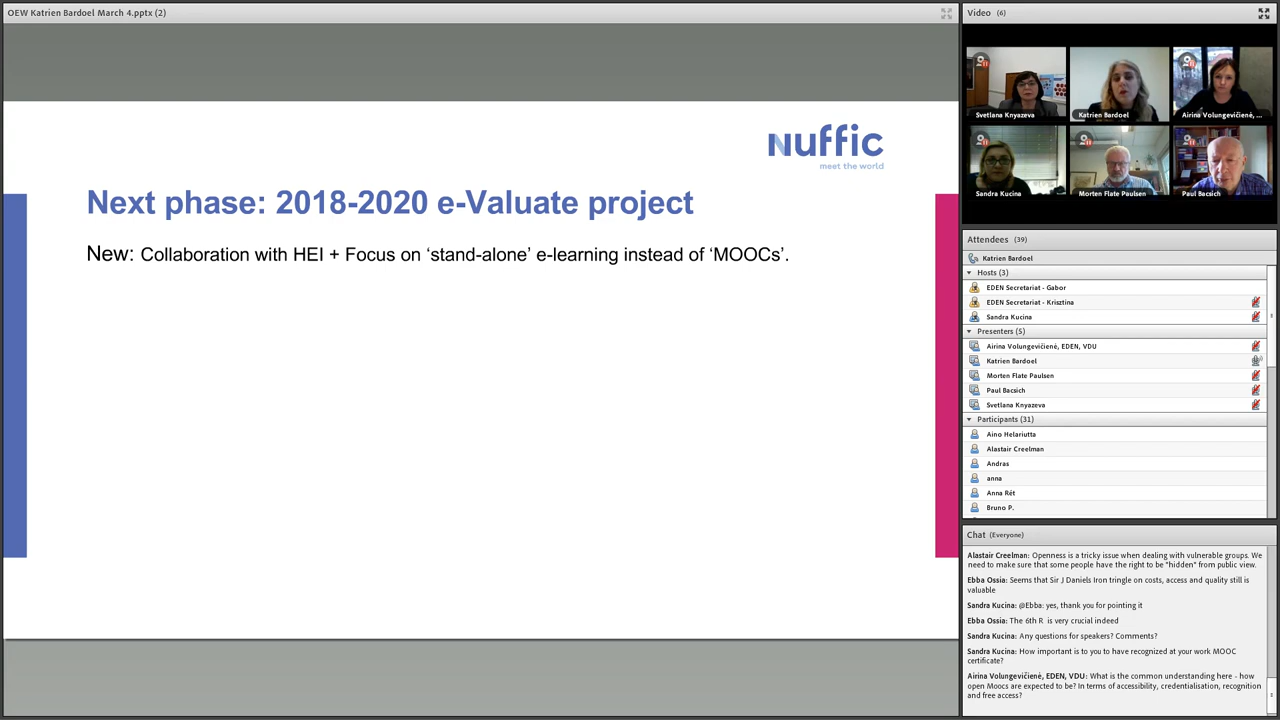 OEW Katrien Bardoel March 4.pptx (2)
nuffic
meet the world
Next phase: 2018-2020 e-Valuate project
New: Collaboration with HEI + Focus on ‘stand-alone’ e-learning instead of ‘MOOCs’.
Video (6)
Svetlana Knyazeva
Katrien Bardoel
Airina Volungevičienė, ...
Sandra Kucina
Morten Flate Paulsen
Paul Bacsich
Attendees (39)
Katrien Bardoel
Hosts (3)
EDEN Secretariat - Gabor
EDEN Secretariat - Krisztina
Sandra Kucina
Presenters (5)
Airina Volungevičienė, EDEN, VDU
Katrien Bardoel
Morten Flate Paulsen
Paul Bacsich
Svetlana Knyazeva
Participants (31)
Aino Helariutta
Alastair Creelman
Andras
anna
Anna Rét
Bruno P.
Chat (Everyone)
Alastair Creelman: Openness is a tricky issue when dealing with vulnerable groups. We
need to make sure that some people have the right to be "hidden" from public view.
Ebba Ossia: Seems that Sir J Daniels Iron tringle on costs, access and quality still is
valuable
Sandra Kucina: @Ebba: yes, thank you for pointing it
Ebba Ossia: The 6th R is very crucial indeed
Sandra Kucina: Any questions for speakers? Comments?
Sandra Kucina: How important is to you to have recognized at your work MOOC
certificate?
Airina Volungevičienė, EDEN, VDU: What is the common understanding here - how
open Moocs are expected to be? In terms of accessibility, credentialisation, recognition
and free access?